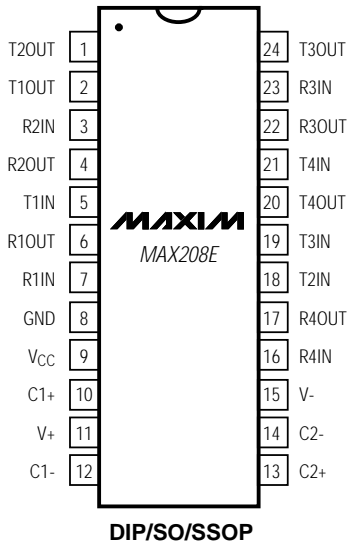 T2OUT 1 24 T3OUT
T1OUT 2 23 R3IN
R2IN 3 22 R3OUT
R2OUT 4 21 T4IN
T1IN 5 20 T4OUT
MAXIM
R1OUT 6 19 T3IN
MAX208E
R1IN 7 18 T2IN
GND 8 17 R4OUT
VCC 9 16 R4IN
C1+ 10 15 V-
V+ 11 14 C2-
C1- 12 13 C2+
DIP/SO/SSOP